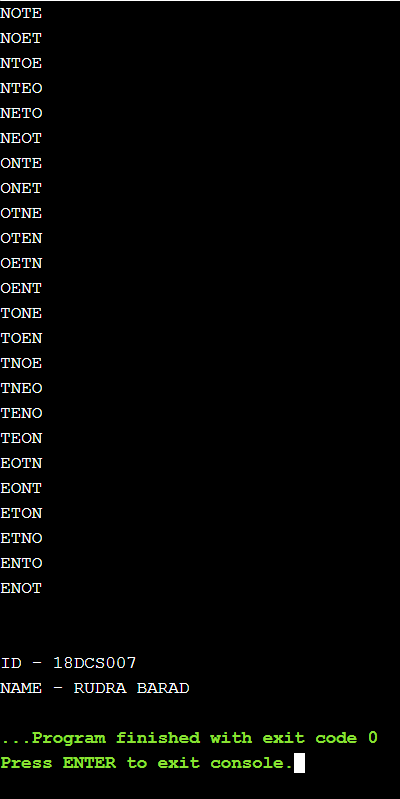 NOTE
NOET
NTOE
NTEO
NETO
NEOT
ONTE
ONET
OTNE
OTEN
OETN
OENT
TONE
TOEN
TNOE
TNEO
TENO
TEON
EOTN
EONT
ETON
ETNO
ENTO
ENOT
ID - 18DCS007
NAME - RUDRA BARAD
...Program finished with exit code 0
Press ENTER to exit console.